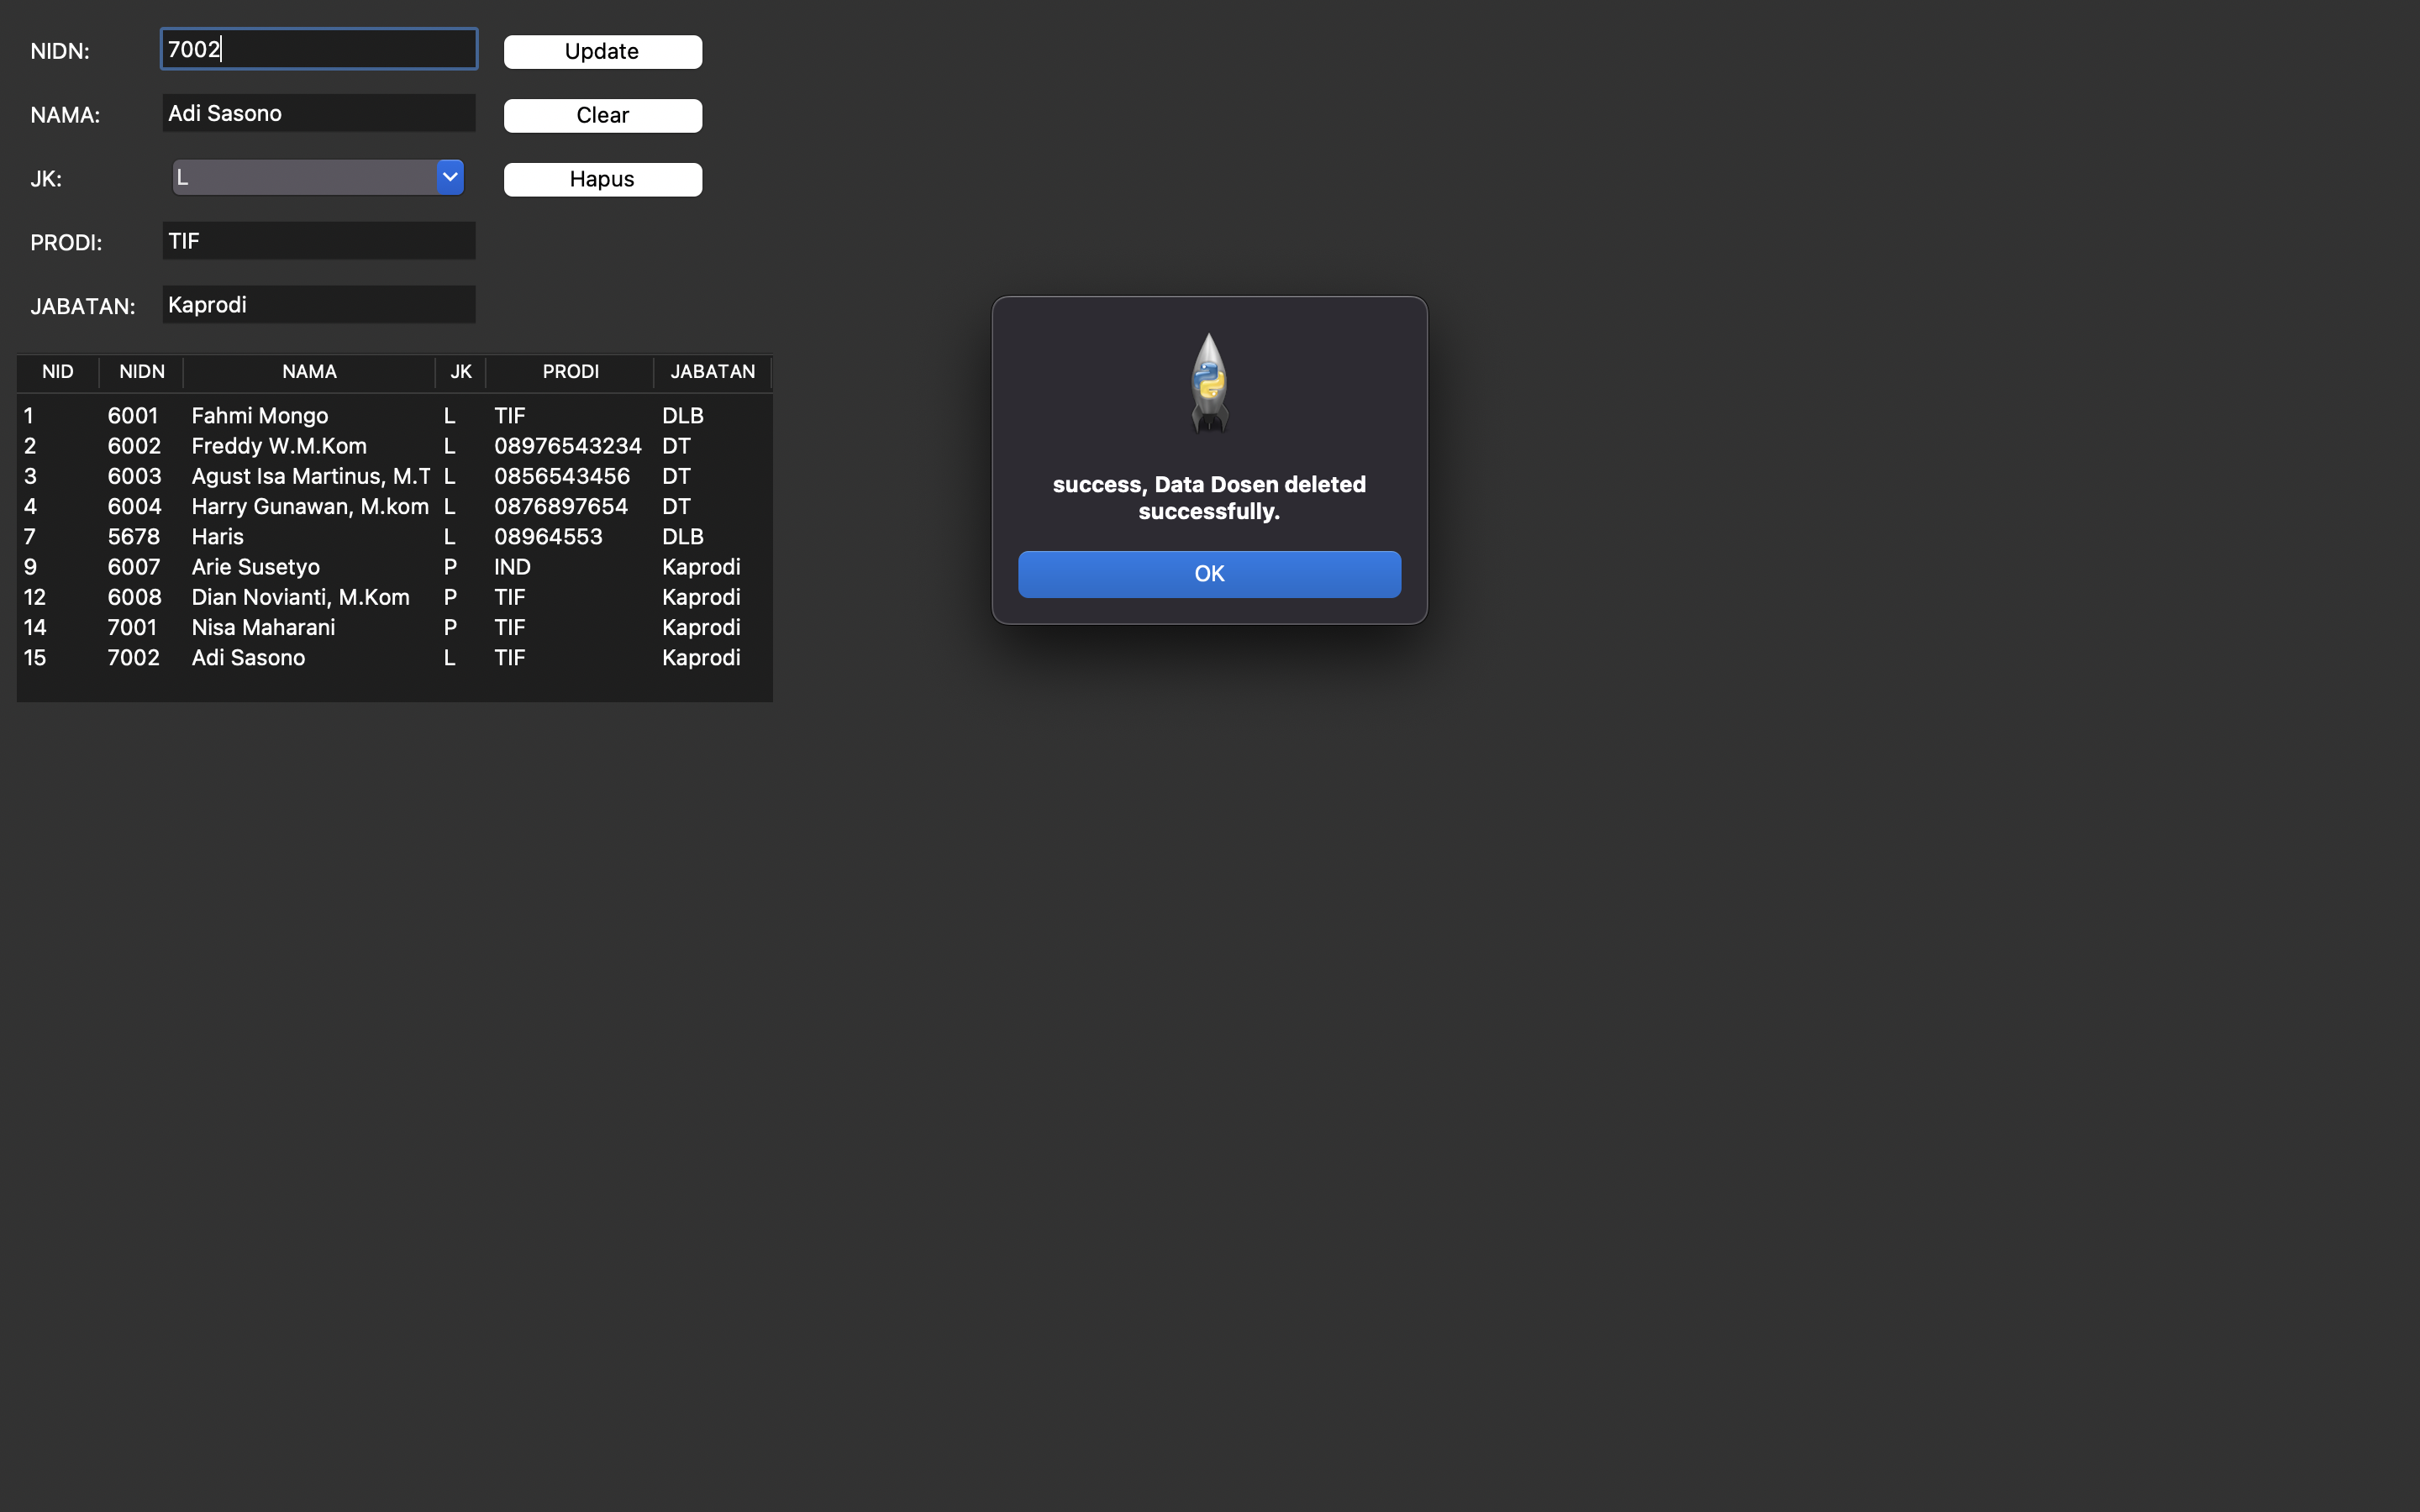 NIDN: 7002 Update
NAMA: Adi Sasono Clear
JK: L Hapus
PRODI: TIF
JABATAN: Kaprodi
NID NIDN NAMA JK PRODI JABATAN
1 6001 Fahmi Mongo L TIF DLB
2 6002 Freddy W.M.Kom L 08976543234 DT
3 6003 Agust Isa Martinus, M.T L 0856543456 DT
4 6004 Harry Gunawan, M.kom L 0876897654 DT
7 5678 Haris L 08964553 DLB
9 6007 Arie Susetyo P IND Kaprodi
12 6008 Dian Novianti, M.Kom P TIF Kaprodi
14 7001 Nisa Maharani P TIF Kaprodi
15 7002 Adi Sasono L TIF Kaprodi
success, Data Dosen deleted
successfully.
OK